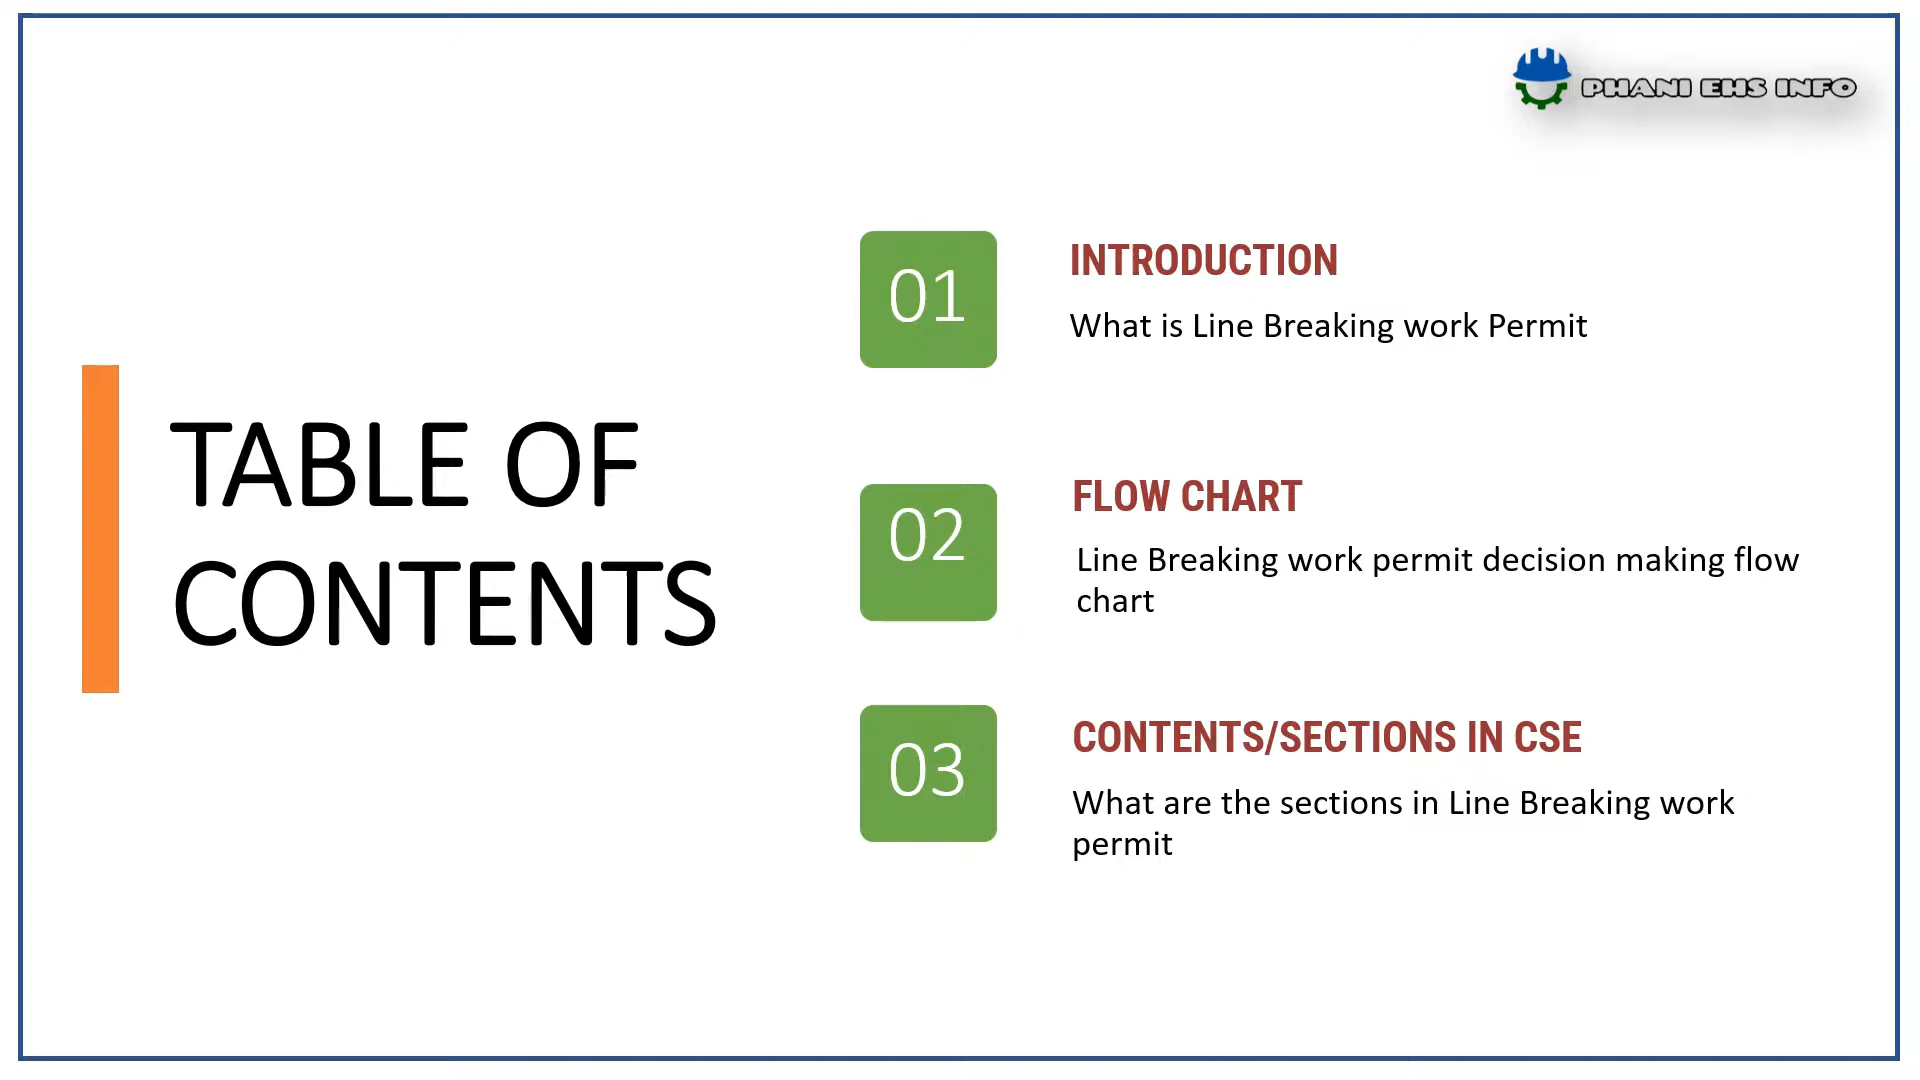 PHANI EHS INFO
TABLE OF
CONTENTS
01
INTRODUCTION
What is Line Breaking work Permit
02
FLOW CHART
Line Breaking work permit decision making flow
chart
03
CONTENTS/SECTIONS IN CSE
What are the sections in Line Breaking work
permit